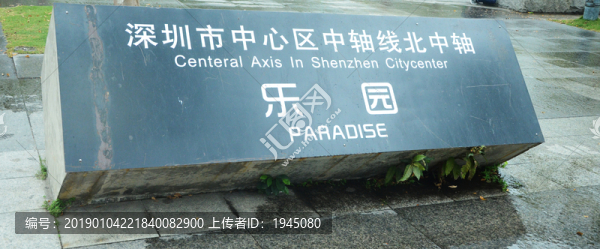 深圳市中心区中轴线北中轴
Centeral Axis In Shenzhen Citycenter
乐园
PARADISE
编号:20190104221840082900 上传者ID:1945080